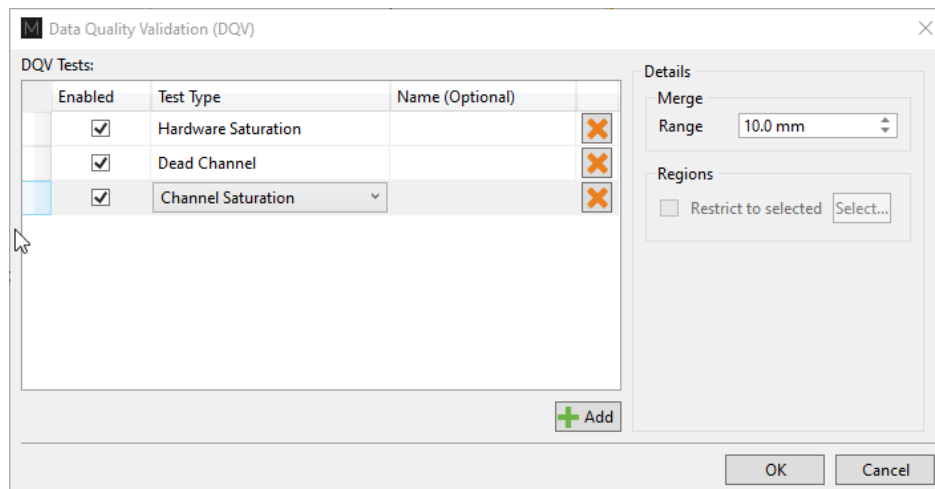 M Data Quality Validation (DQV)
DQV Tests:
Enabled Test Type Name (Optional)
Hardware Saturation
Dead Channel
Channel Saturation
Add
Details
Merge
Range 10.0 mm
Regions
Restrict to selected Select...
OK Cancel